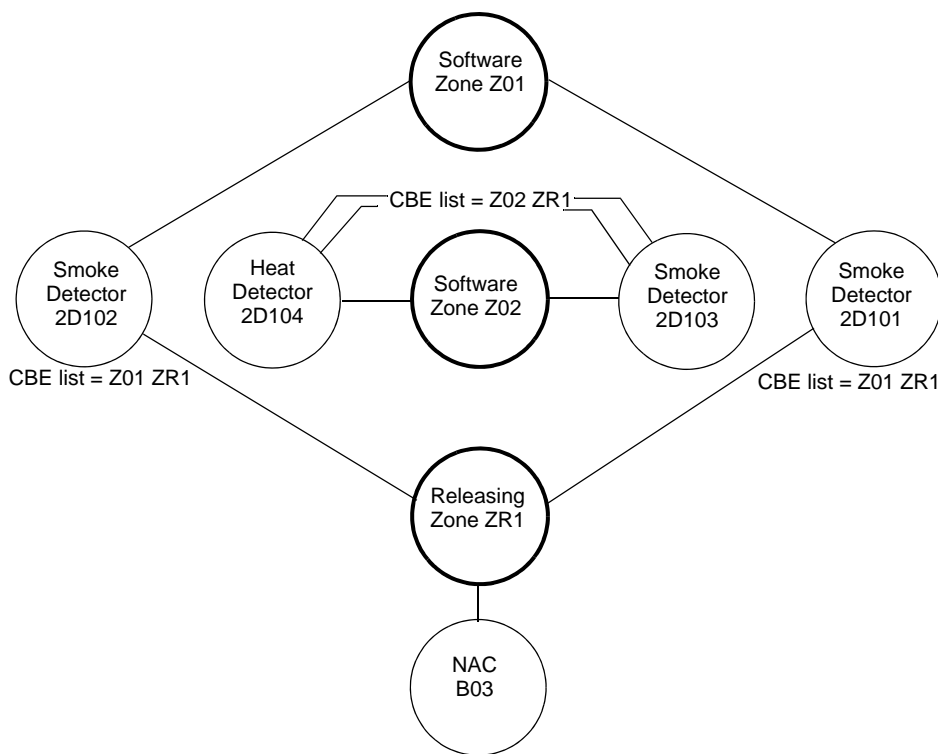 Software
Zone Z01
CBE list = Z02 ZR1
Smoke
Detector
2D102
Heat
Detector
2D104
Software
Zone Z02
Smoke
Detector
2D103
Smoke
Detector
2D101
CBE list = Z01 ZR1
CBE list = Z01 ZR1
Releasing
Zone ZR1
NAC
B03